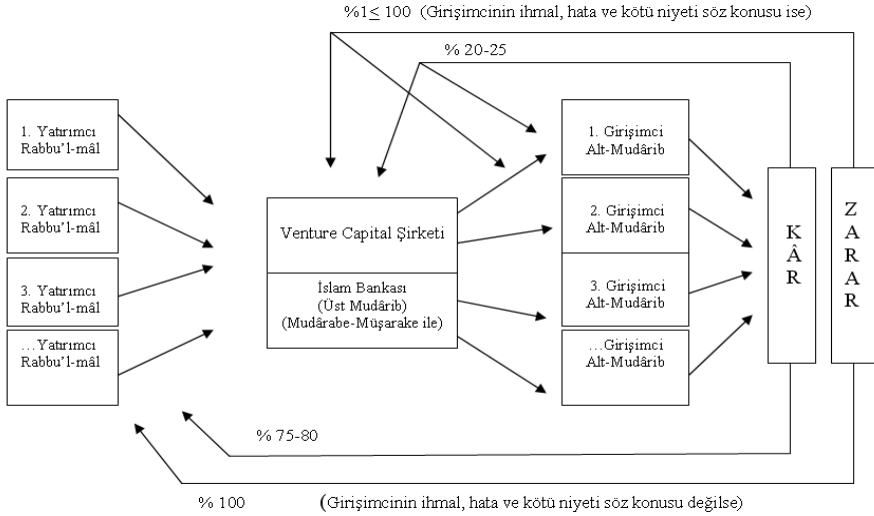 %1≤ 100 (Girişimcinin ihmal, hata ve kötü niyeti söz konusu ise)
% 20-25
1. Yatırımcı
Rabbu’l-mâl
2. Yatırımcı
Rabbu’l-mâl
3. Yatırımcı
Rabbu’l-mâl
…Yatırımcı
Rabbu’l-mâl
Venture Capital Şirketi
İslam Bankası
(Üst Mudârib)
(Mudârabe-Müşarake ile)
1. Girişimci
Alt-Mudârib
2. Girişimci
Alt-Mudârib
3. Girişimci
Alt-Mudârib
…Girişimci
Alt-Mudârib
K
Â
R
Z
A
R
A
R
% 75-80
% 100 (Girişimcinin ihmal, hata ve kötü niyeti söz konusu değilse)